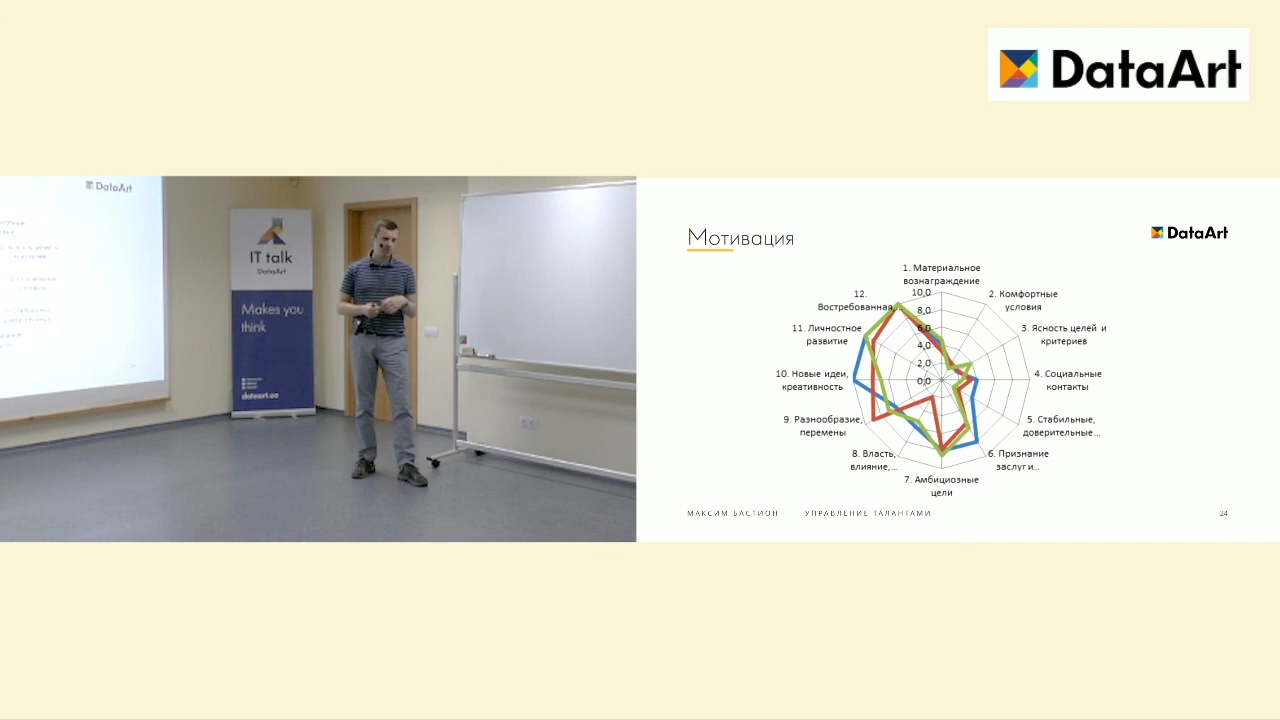 DataArt
DataArt
IT talk
DataArt
Makes you
think
dataart.ua
Мотивация
DataArt
1. Материальное
вознаграждение
2. Комфортные
условия
3. Ясность целей и
критериев
4. Социальные
контакты
5. Стабильные,
доверительные...
6. Признание
заслуг и...
7. Амбициозные
цели
8. Власть,
влияние,...
9. Разнообразие,
перемены
10. Новые идеи,
креативность
11. Личностное
развитие
12.
Востребованная,...
10,0
8,0
6,0
4,0
2,0
0,0
МАКСИМ БАСТИОН УПРАВЛЕНИЕ ТАЛАНТАМИ
24